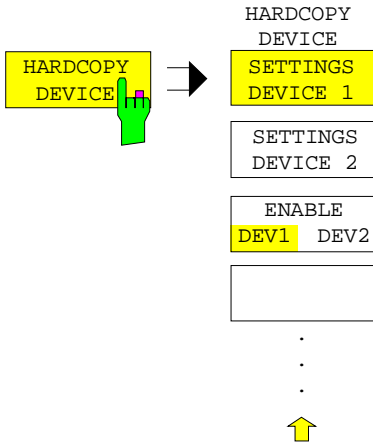 HARDCOPY
DEVICE
HARDCOPY
DEVICE
SETTINGS
DEVICE 1
SETTINGS
DEVICE 2
ENABLE
DEV1 DEV2
.
.
.